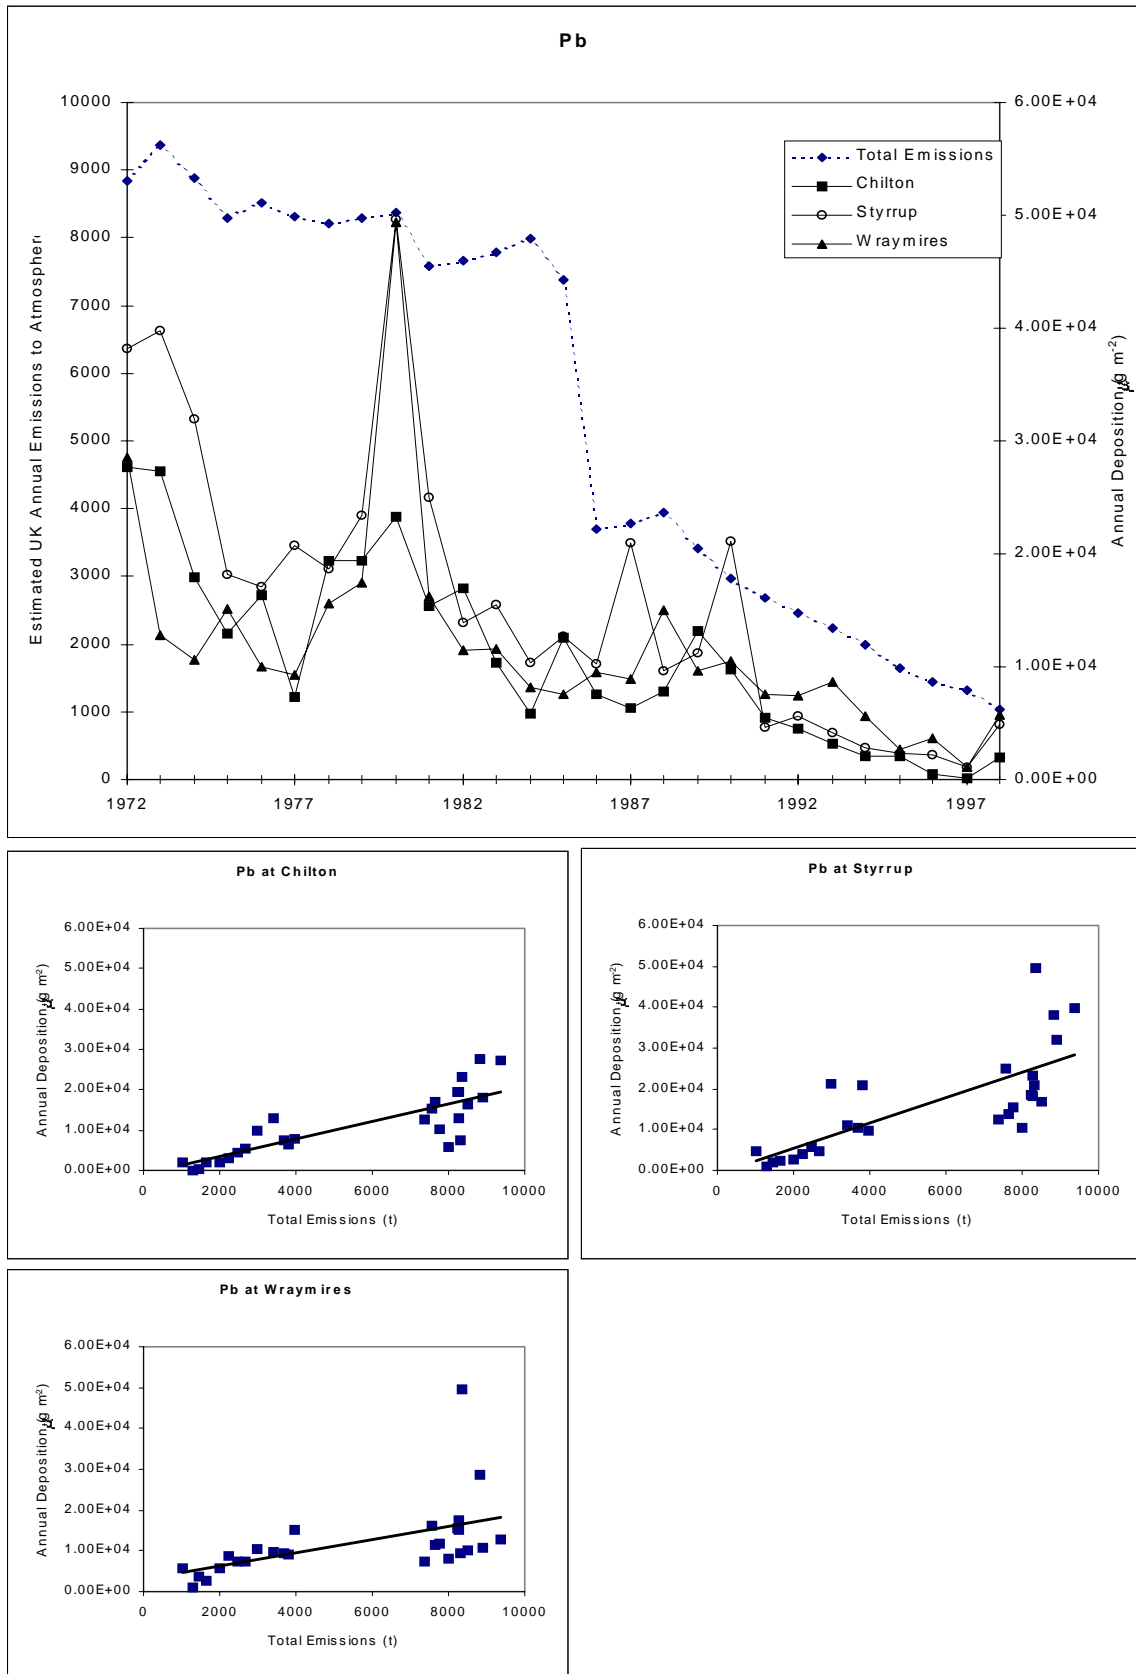 Pb
10000
9000
8000
7000
6000
5000
4000
3000
2000
1000
0
Estimated UK Annual Emissions to Atmosphere
6.00E+04
5.00E+04
4.00E+04
3.00E+04
2.00E+04
1.00E+04
0.00E+00
Annual Deposition (µg m-2)
Total Emissions
Chilton
Styrrup
Wraymires
1972 1977 1982 1987 1992 1997
Pb at Chilton
6.00E+04
5.00E+04
4.00E+04
3.00E+04
2.00E+04
1.00E+04
0.00E+00
Annual Deposition (µg m-2)
0 2000 4000 6000 8000 10000
Total Emissions (t)
Pb at Styrrup
6.00E+04
5.00E+04
4.00E+04
3.00E+04
2.00E+04
1.00E+04
0.00E+00
Annual Deposition (µg m-2)
0 2000 4000 6000 8000 10000
Total Emissions (t)
Pb at Wraymires
6.00E+04
5.00E+04
4.00E+04
3.00E+04
2.00E+04
1.00E+04
0.00E+00
Annual Deposition (µg m-2)
0 2000 4000 6000 8000 10000
Total Emissions (t)